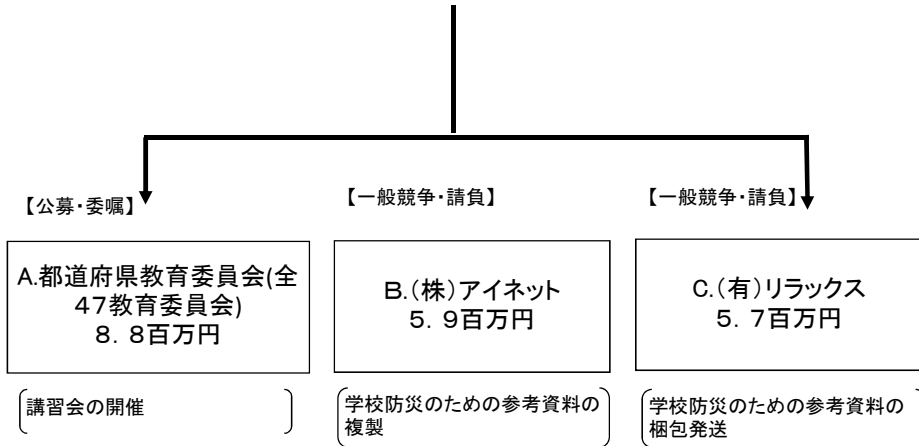 【公募・委嘱】
【一般競争・請負】
【一般競争・請負】
A.都道府県教育委員会(全
47教育委員会)
8．8百万円
B.(株)アイネット
5．9百万円
C.(有)リラックス
5．7百万円
講習会の開催
学校防災のための参考資料の
複製
学校防災のための参考資料の
梱包発送